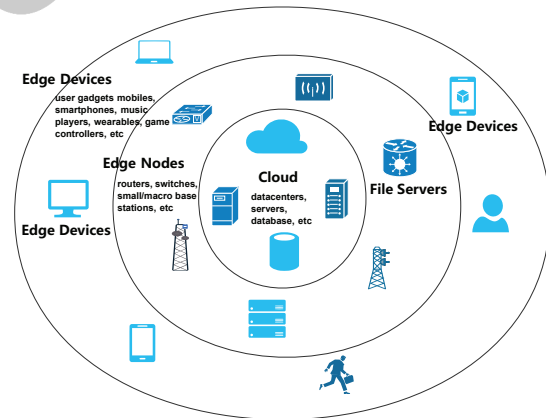 Edge Devices
user gadgets mobiles,
smartphones, music
players, wearables, game
controllers, etc
Edge Devices
Edge Nodes
routers, switches,
small/macro base
stations, etc
Cloud
datacenters,
servers,
database, etc
File Servers
Edge Devices